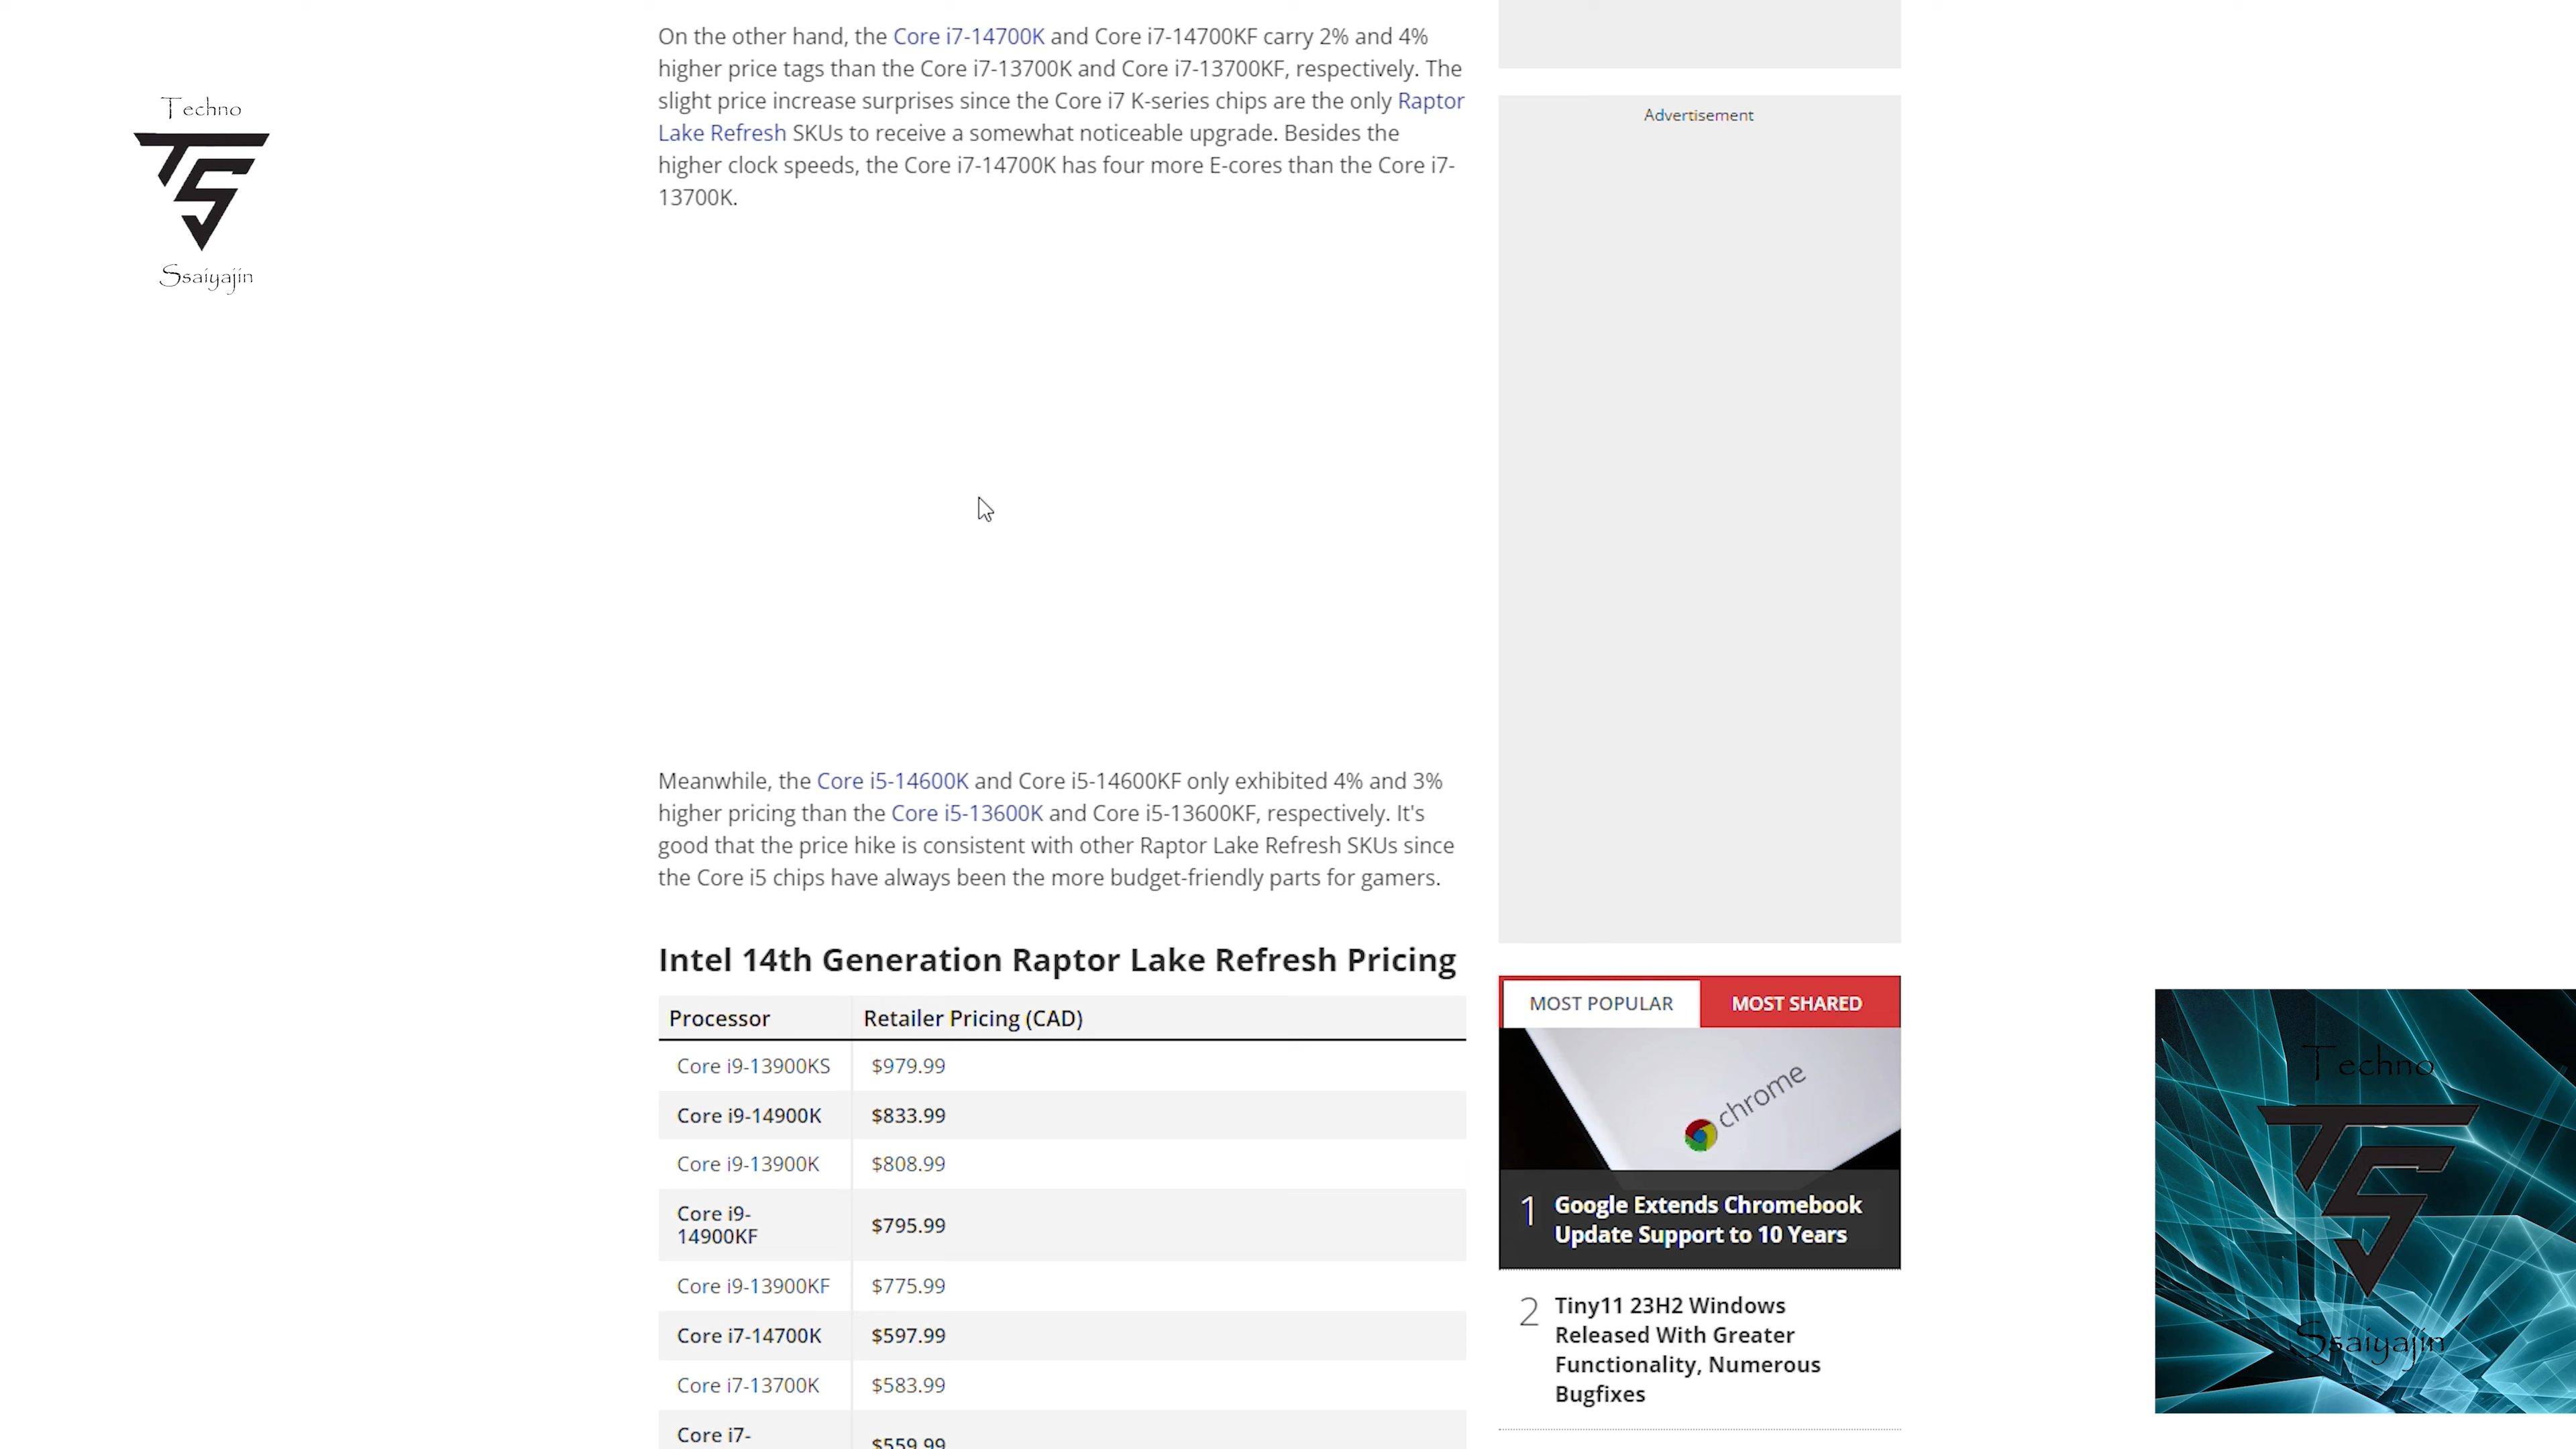 Techno
Ssaiyajin
On the other hand, the Core i7-14700K and Core i7-14700KF carry 2% and 4%
higher price tags than the Core i7-13700K and Core i7-13700KF, respectively. The
slight price increase surprises since the Core i7 K-series chips are the only Raptor
Lake Refresh SKUs to receive a somewhat noticeable upgrade. Besides the
higher clock speeds, the Core i7-14700K has four more E-cores than the Core i7-
13700K.
Meanwhile, the Core i5-14600K and Core i5-14600KF only exhibited 4% and 3%
higher pricing than the Core i5-13600K and Core i5-13600KF, respectively. It's
good that the price hike is consistent with other Raptor Lake Refresh SKUs since
the Core i5 chips have always been the more budget-friendly parts for gamers.
Intel 14th Generation Raptor Lake Refresh Pricing
Processor Retailer Pricing (CAD)
Core i9-13900KS $979.99
Core i9-14900K $833.99
Core i9-13900K $808.99
Core i9-
14900KF $795.99
Core i9-13900KF $775.99
Core i7-14700K $597.99
Core i7-13700K $583.99
Core i7-
$559.99
Advertisement
MOST POPULAR MOST SHARED
chrome
1 Google Extends Chromebook
Update Support to 10 Years
2 Tiny11 23H2 Windows
Released With Greater
Functionality, Numerous
Bugfixes
Techno
Ssaiyajin